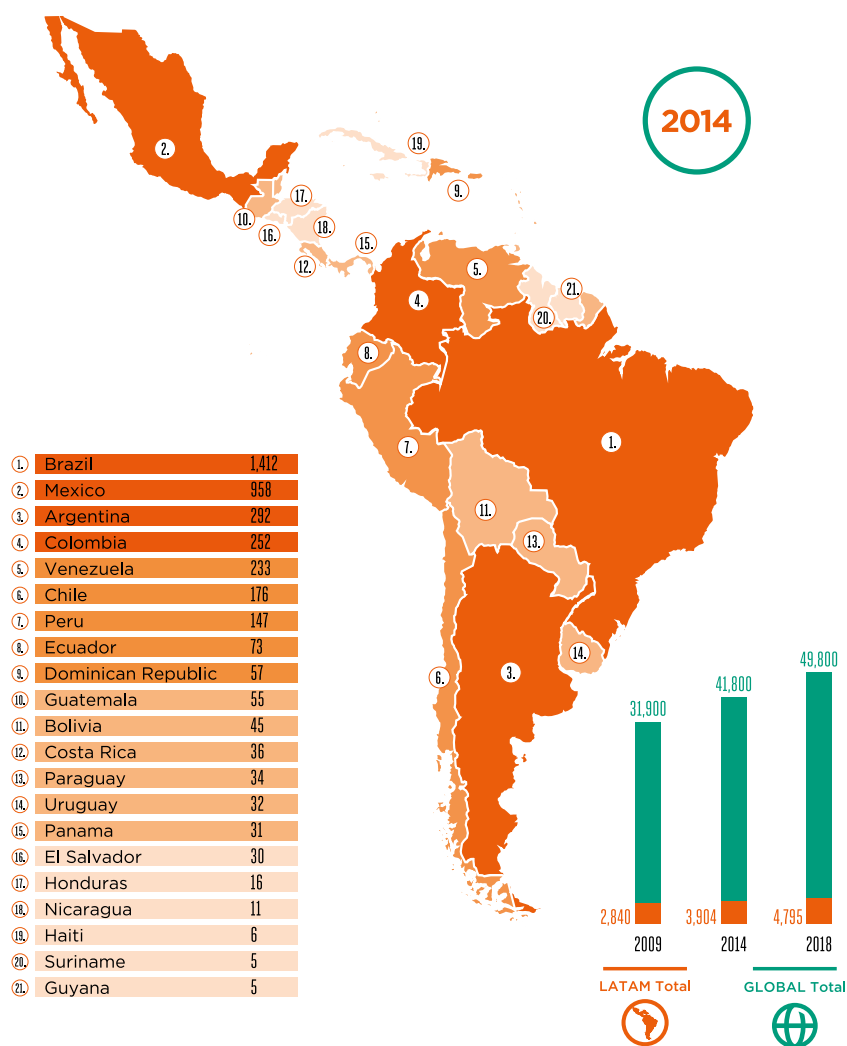 2014
2.
19.
17.
9.
10.
18.
16.
15.
12.
5.
21.
4.
20.
8.
1.
7.
11.
13.
14.
3.
6.
1. Brazil 1,412
2. Mexico 958
3. Argentina 292
4. Colombia 252
5. Venezuela 233
6. Chile 176
7. Peru 147
8. Ecuador 73
9. Dominican Republic 57
10. Guatemala 55
11. Bolivia 45
12. Costa Rica 36
13. Paraguay 34
14. Uruguay 32
15. Panama 31
16. El Salvador 30
17. Honduras 16
18. Nicaragua 11
19. Haiti 6
20. Suriname 5
21. Guyana 5
31,900 41,800 49,800
2,840 3,904 4,795
2009 2014 2018
LATAM Total GLOBAL Total